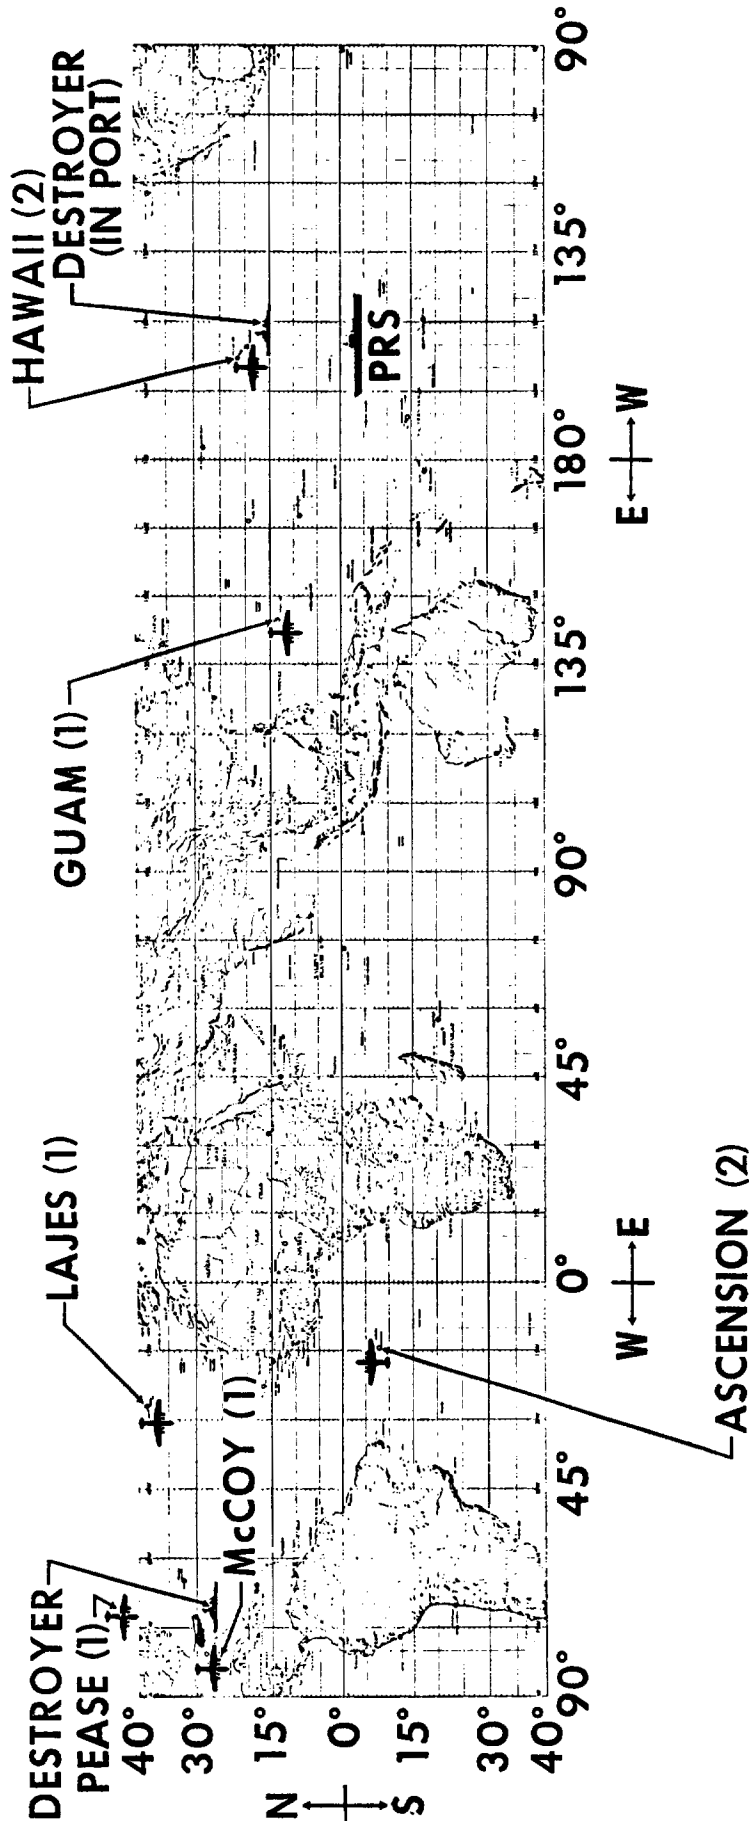 DESTROYER
PEASE (1)
LAJES (1)
GUAM (1)
HAWAII (2)
DESTROYER
(IN PORT)
McCOY (1)
PRS
ASCENSION (2)
N
S
40°
30°
15°
0°
15°
30°
40°
90°
45°
0°
45°
90°
135°
180°
135°
90°
W
E
E
W